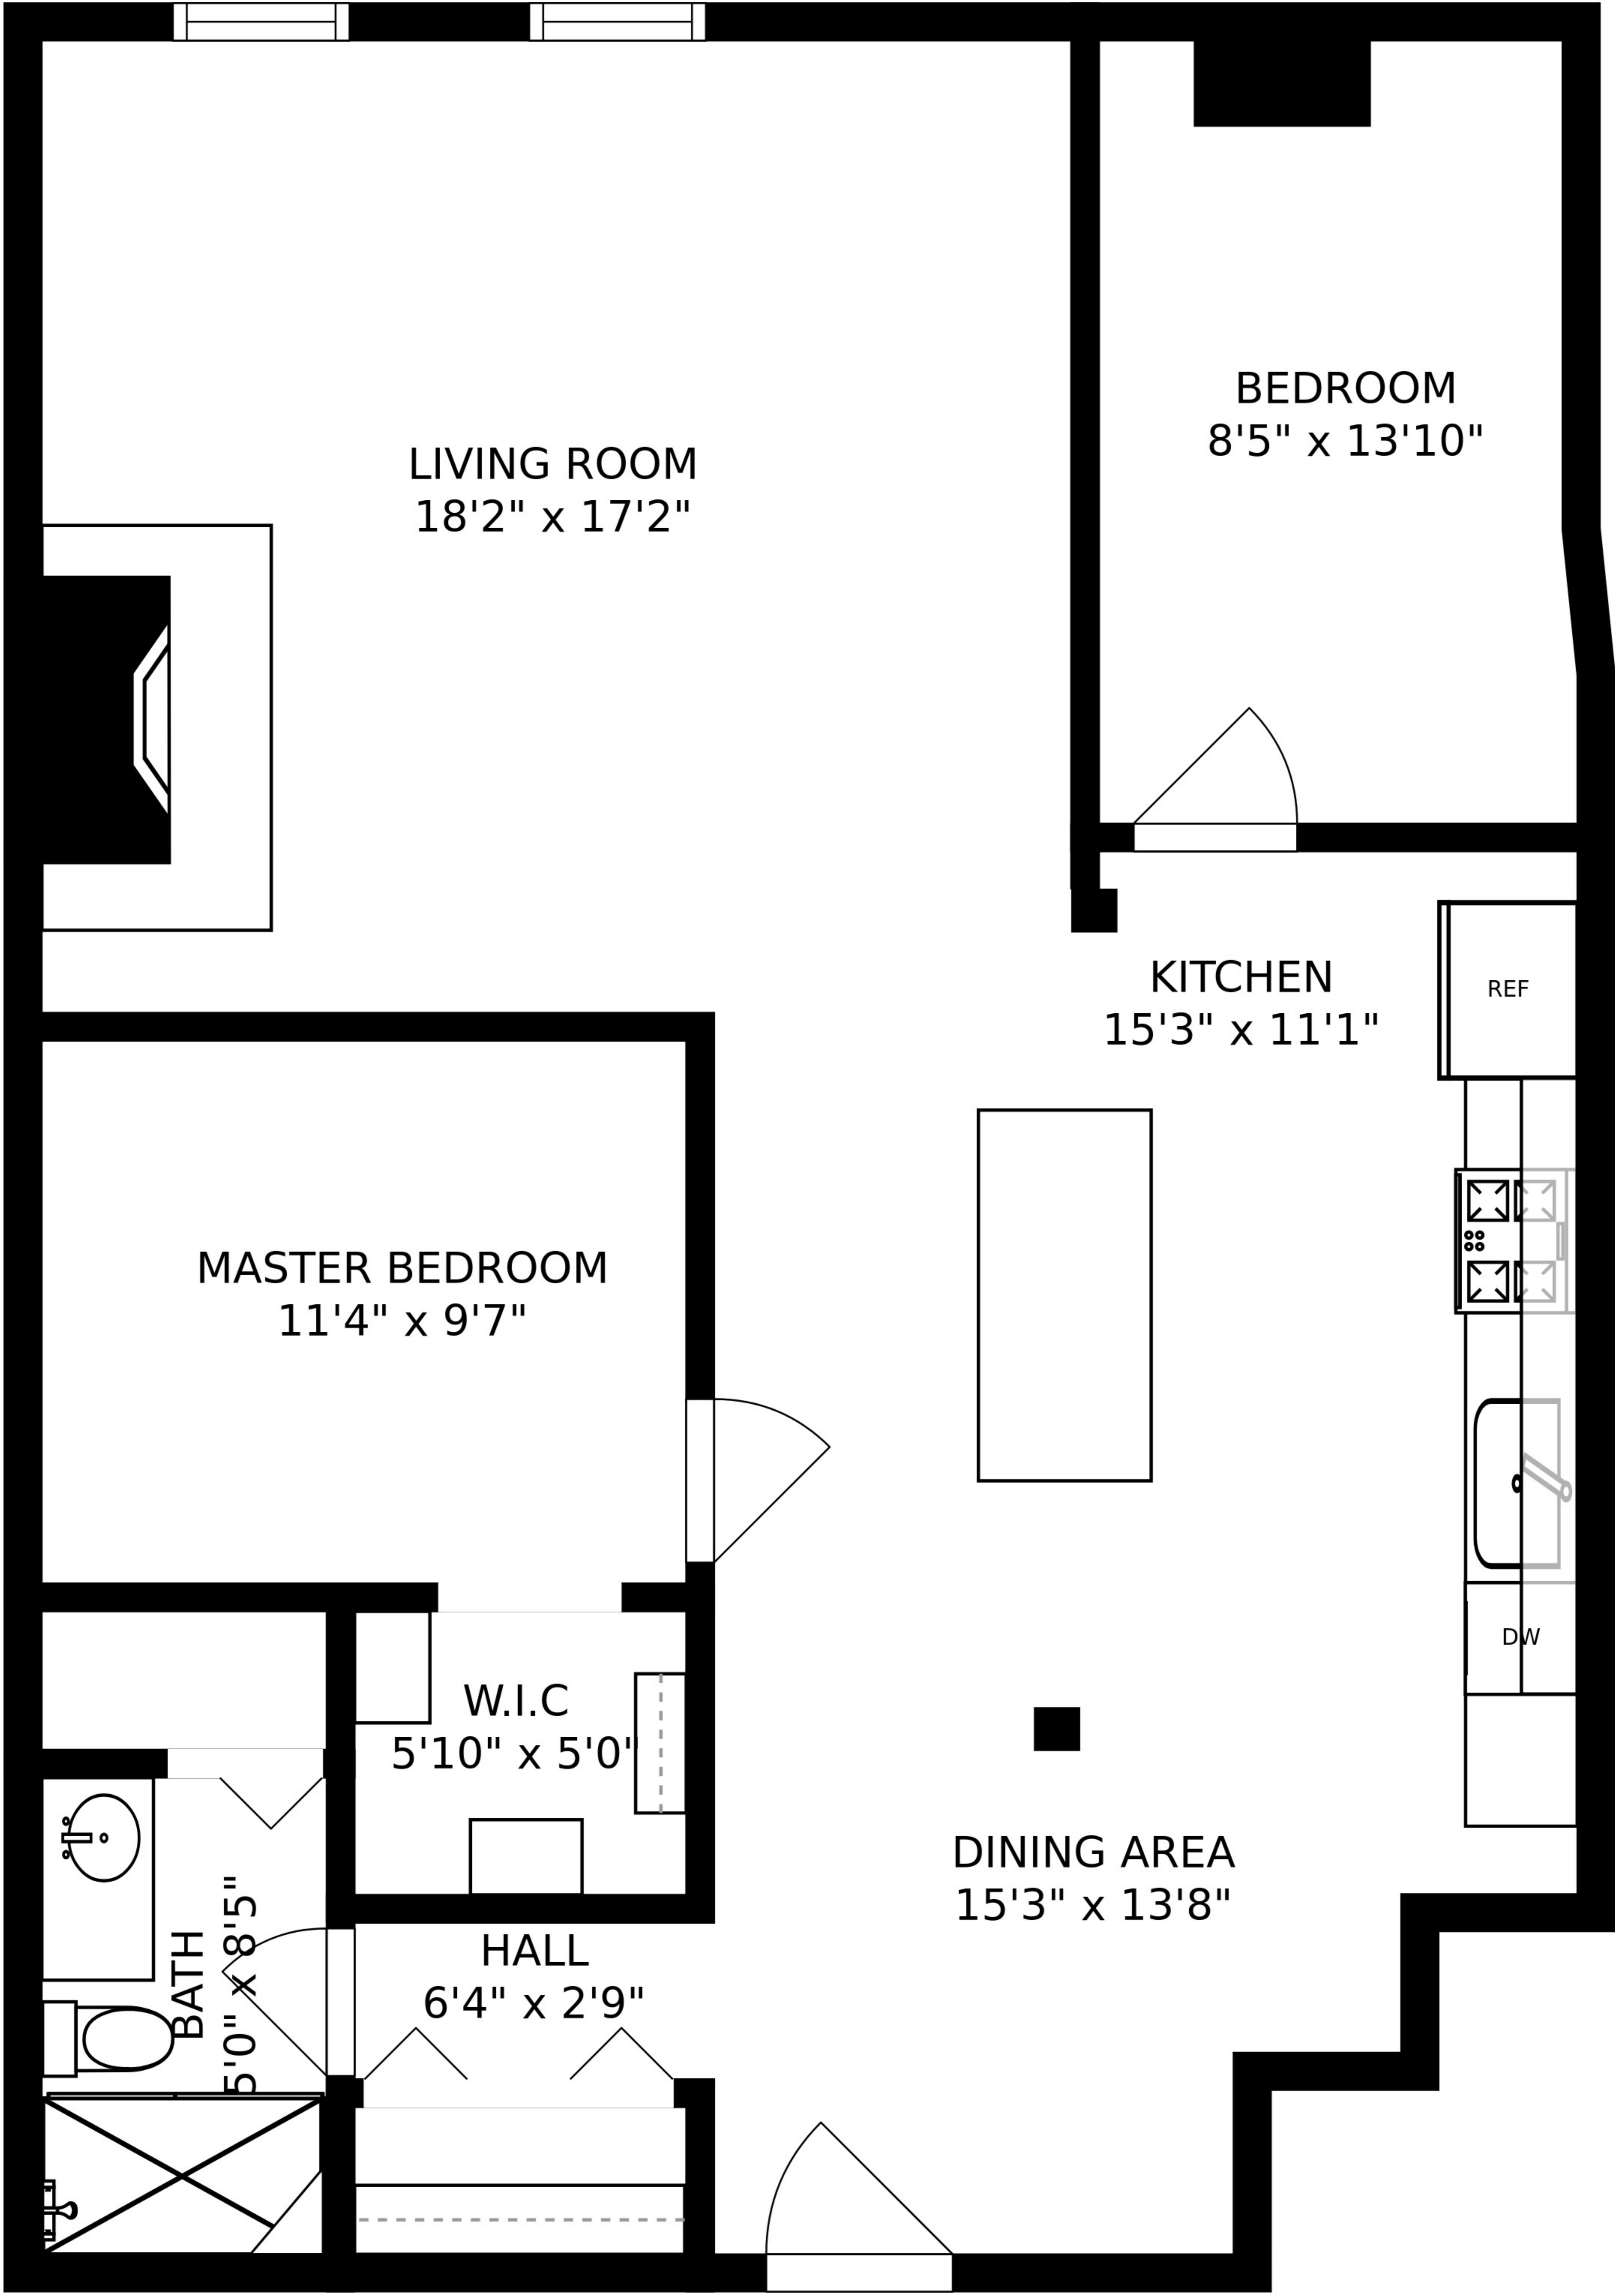 BEDROOM
8'5" x 13'10"
LIVING ROOM
18'2" x 17'2"
KITCHEN
15'3" x 11'1"
REF
MASTER BEDROOM
11'4" x 9'7"
DW
W.I.C
5'10" x 5'0"
DINING AREA
15'3" x 13'8"
BATH
5'0" x 8'5"
HALL
6'4" x 2'9"